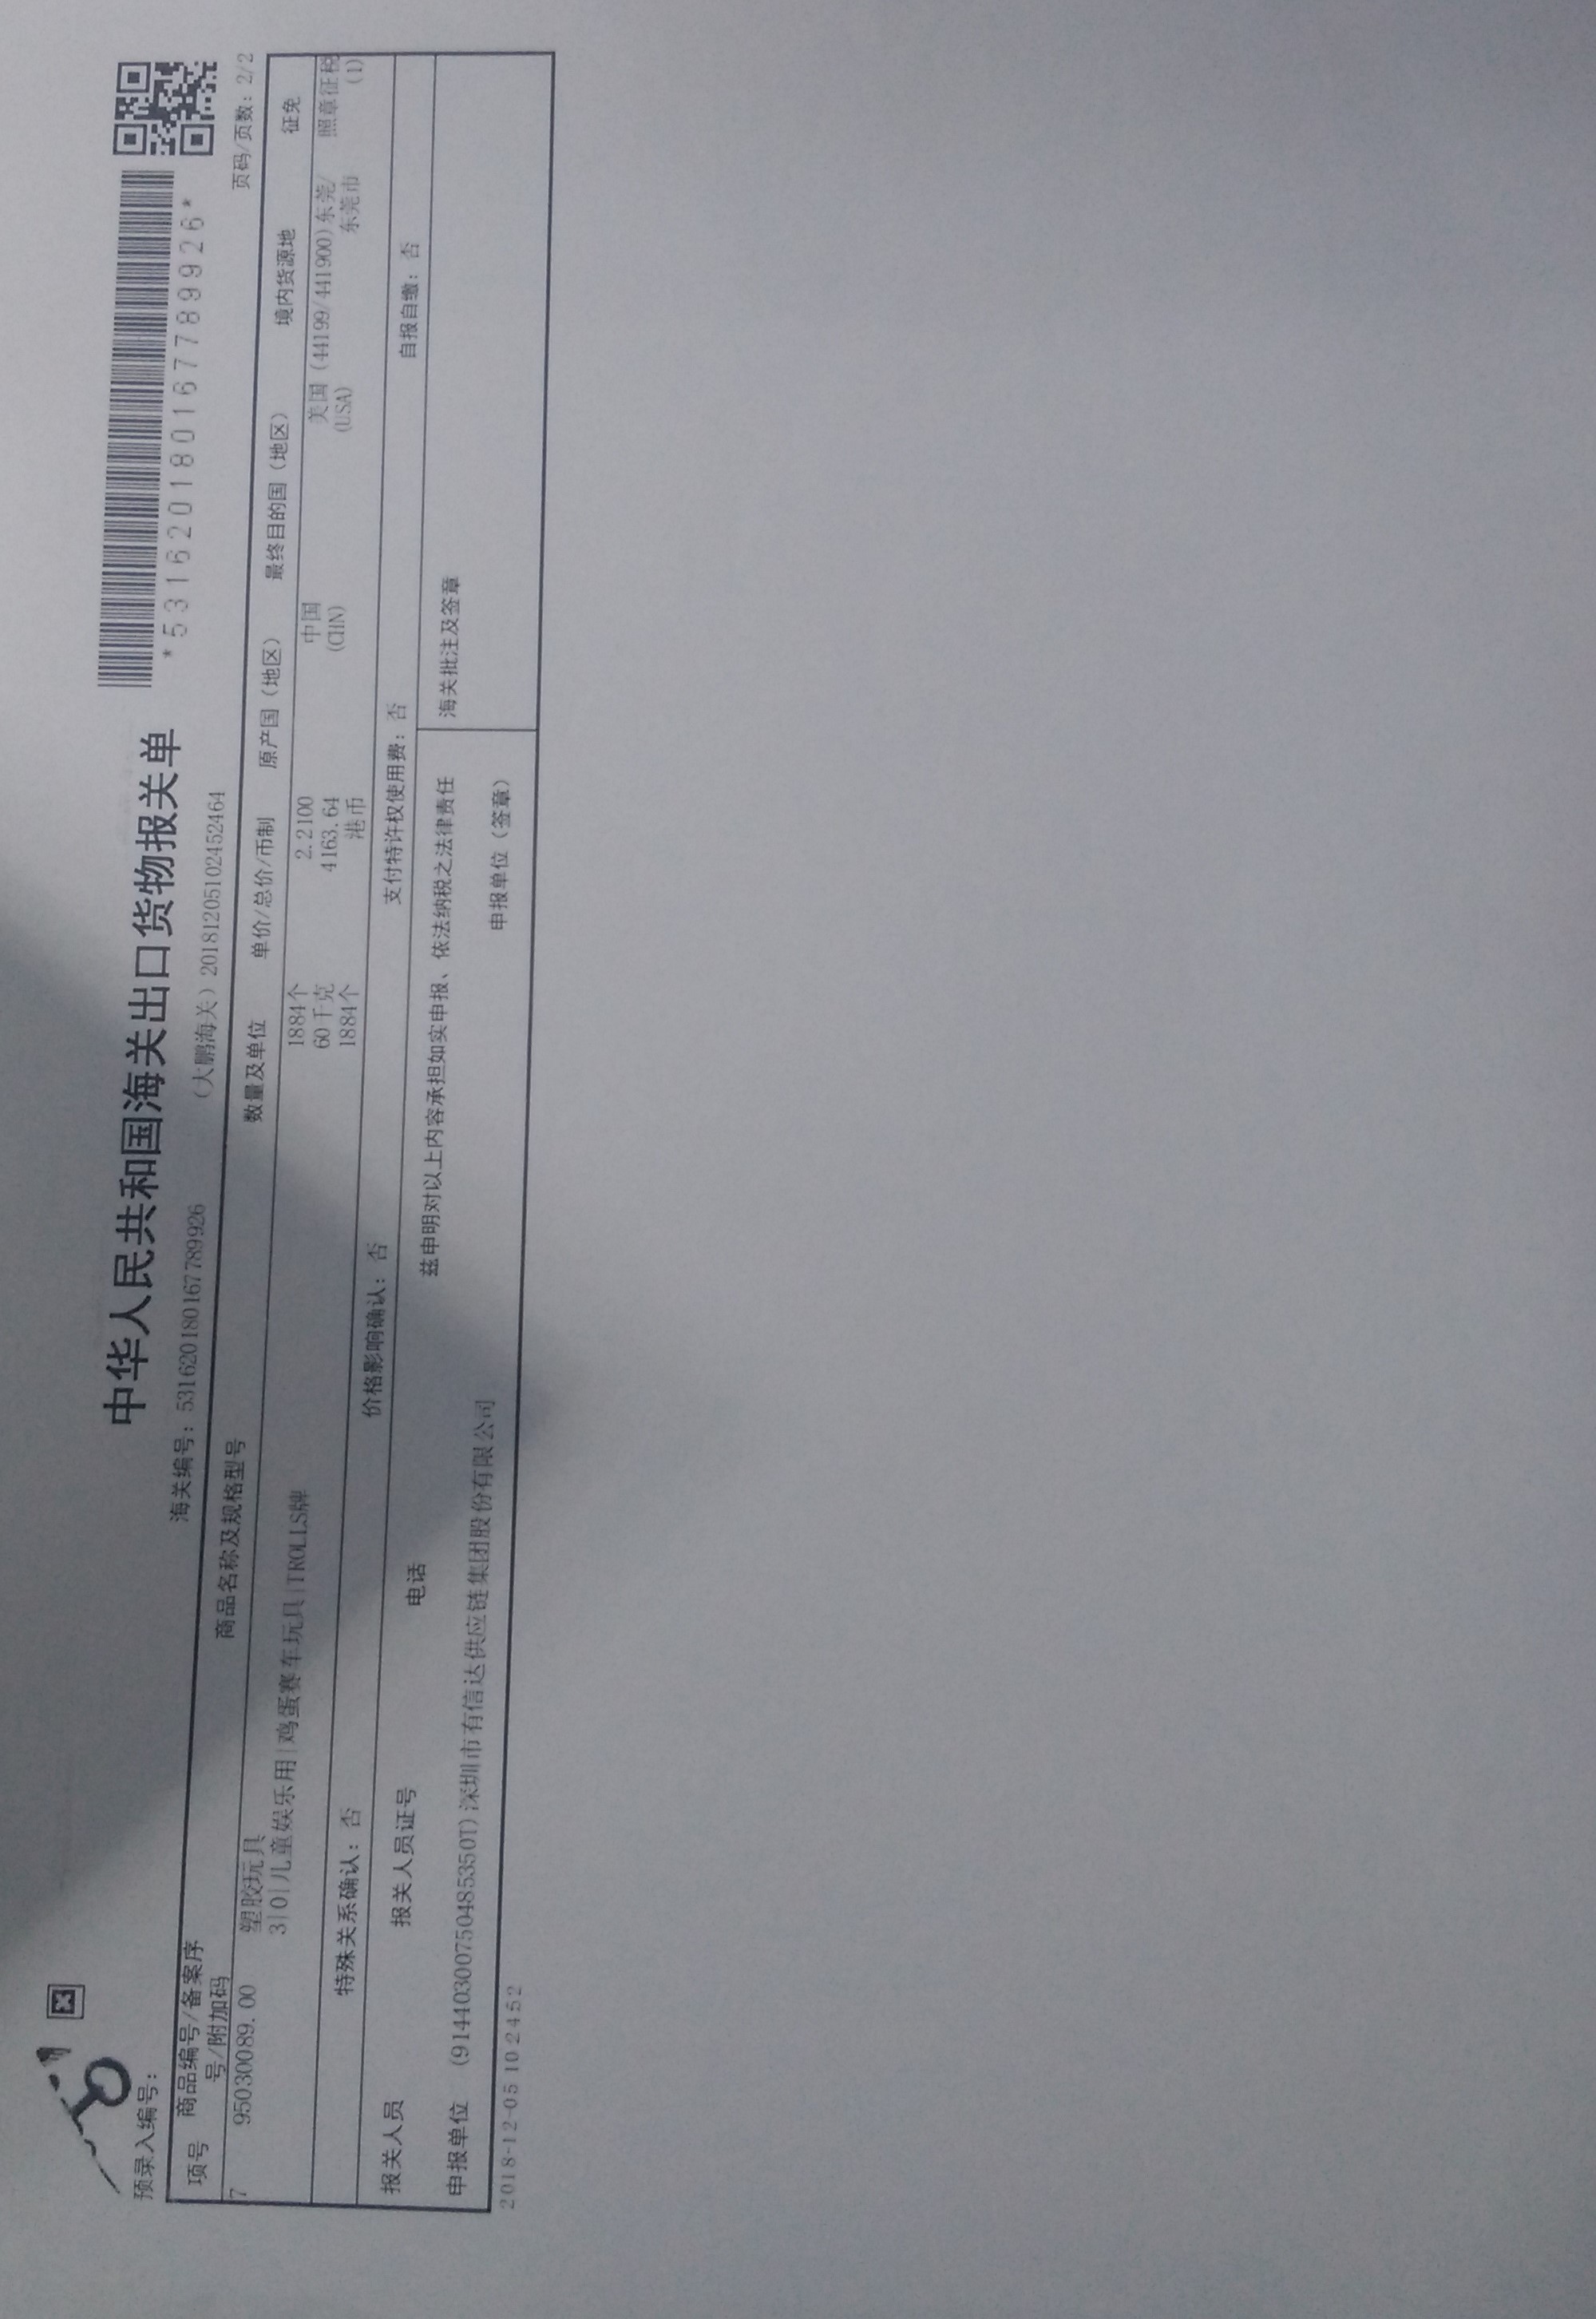 中华人民共和国海关出口货物报关单
*531620180167789926*
预录入编号：
海关编号：531620180167789926
（大鹏海关）20181205102452464
页码/页数：2/2
项号 商品编号/备案序号/附加码 商品名称及规格型号 数量及单位 单价/总价/币制 原产国（地区） 最终目的国（地区） 境内货源地 征免
7 95030089.00 塑胶玩具 1884个 2.2100 中国 美国 (44199/441900)东莞/ 照章征税
3|0|儿童娱乐用|鸡蛋赛车玩具|TROLLS牌 60千克 4163.64 (CHN) (USA) 东莞市 (1)
1884个 港币
特殊关系确认：否 价格影响确认：否 支付特许权使用费：否 自报自缴：否
报关人员 报关人员证号 电话 兹申明对以上内容承担如实申报、依法纳税之法律责任 海关批注及签章
申报单位 (91440300750485350T)深圳市有信达供应链集团股份有限公司 申报单位（签章）
2018-12-05102452